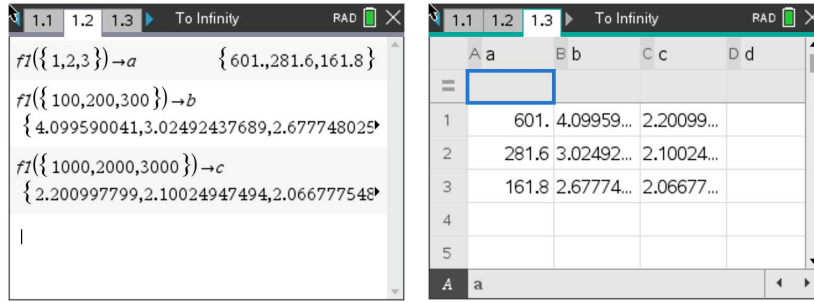 1.1 1.2 1.3 To Infinity RAD
f1({1,2,3})→a {601.,281.6,161.8}
f1({100,200,300})→b
{4.099590041,3.02492437689,2.677748025
f1({1000,2000,3000})→c
{2.200997799,2.10024947494,2.066777548
1.1 1.2 1.3 To Infinity RAD
A a B b C c D d
=
1 601. 4.09959... 2.20099...
2 281.6 3.02492... 2.10024...
3 161.8 2.67774... 2.06677...
4
5
A a